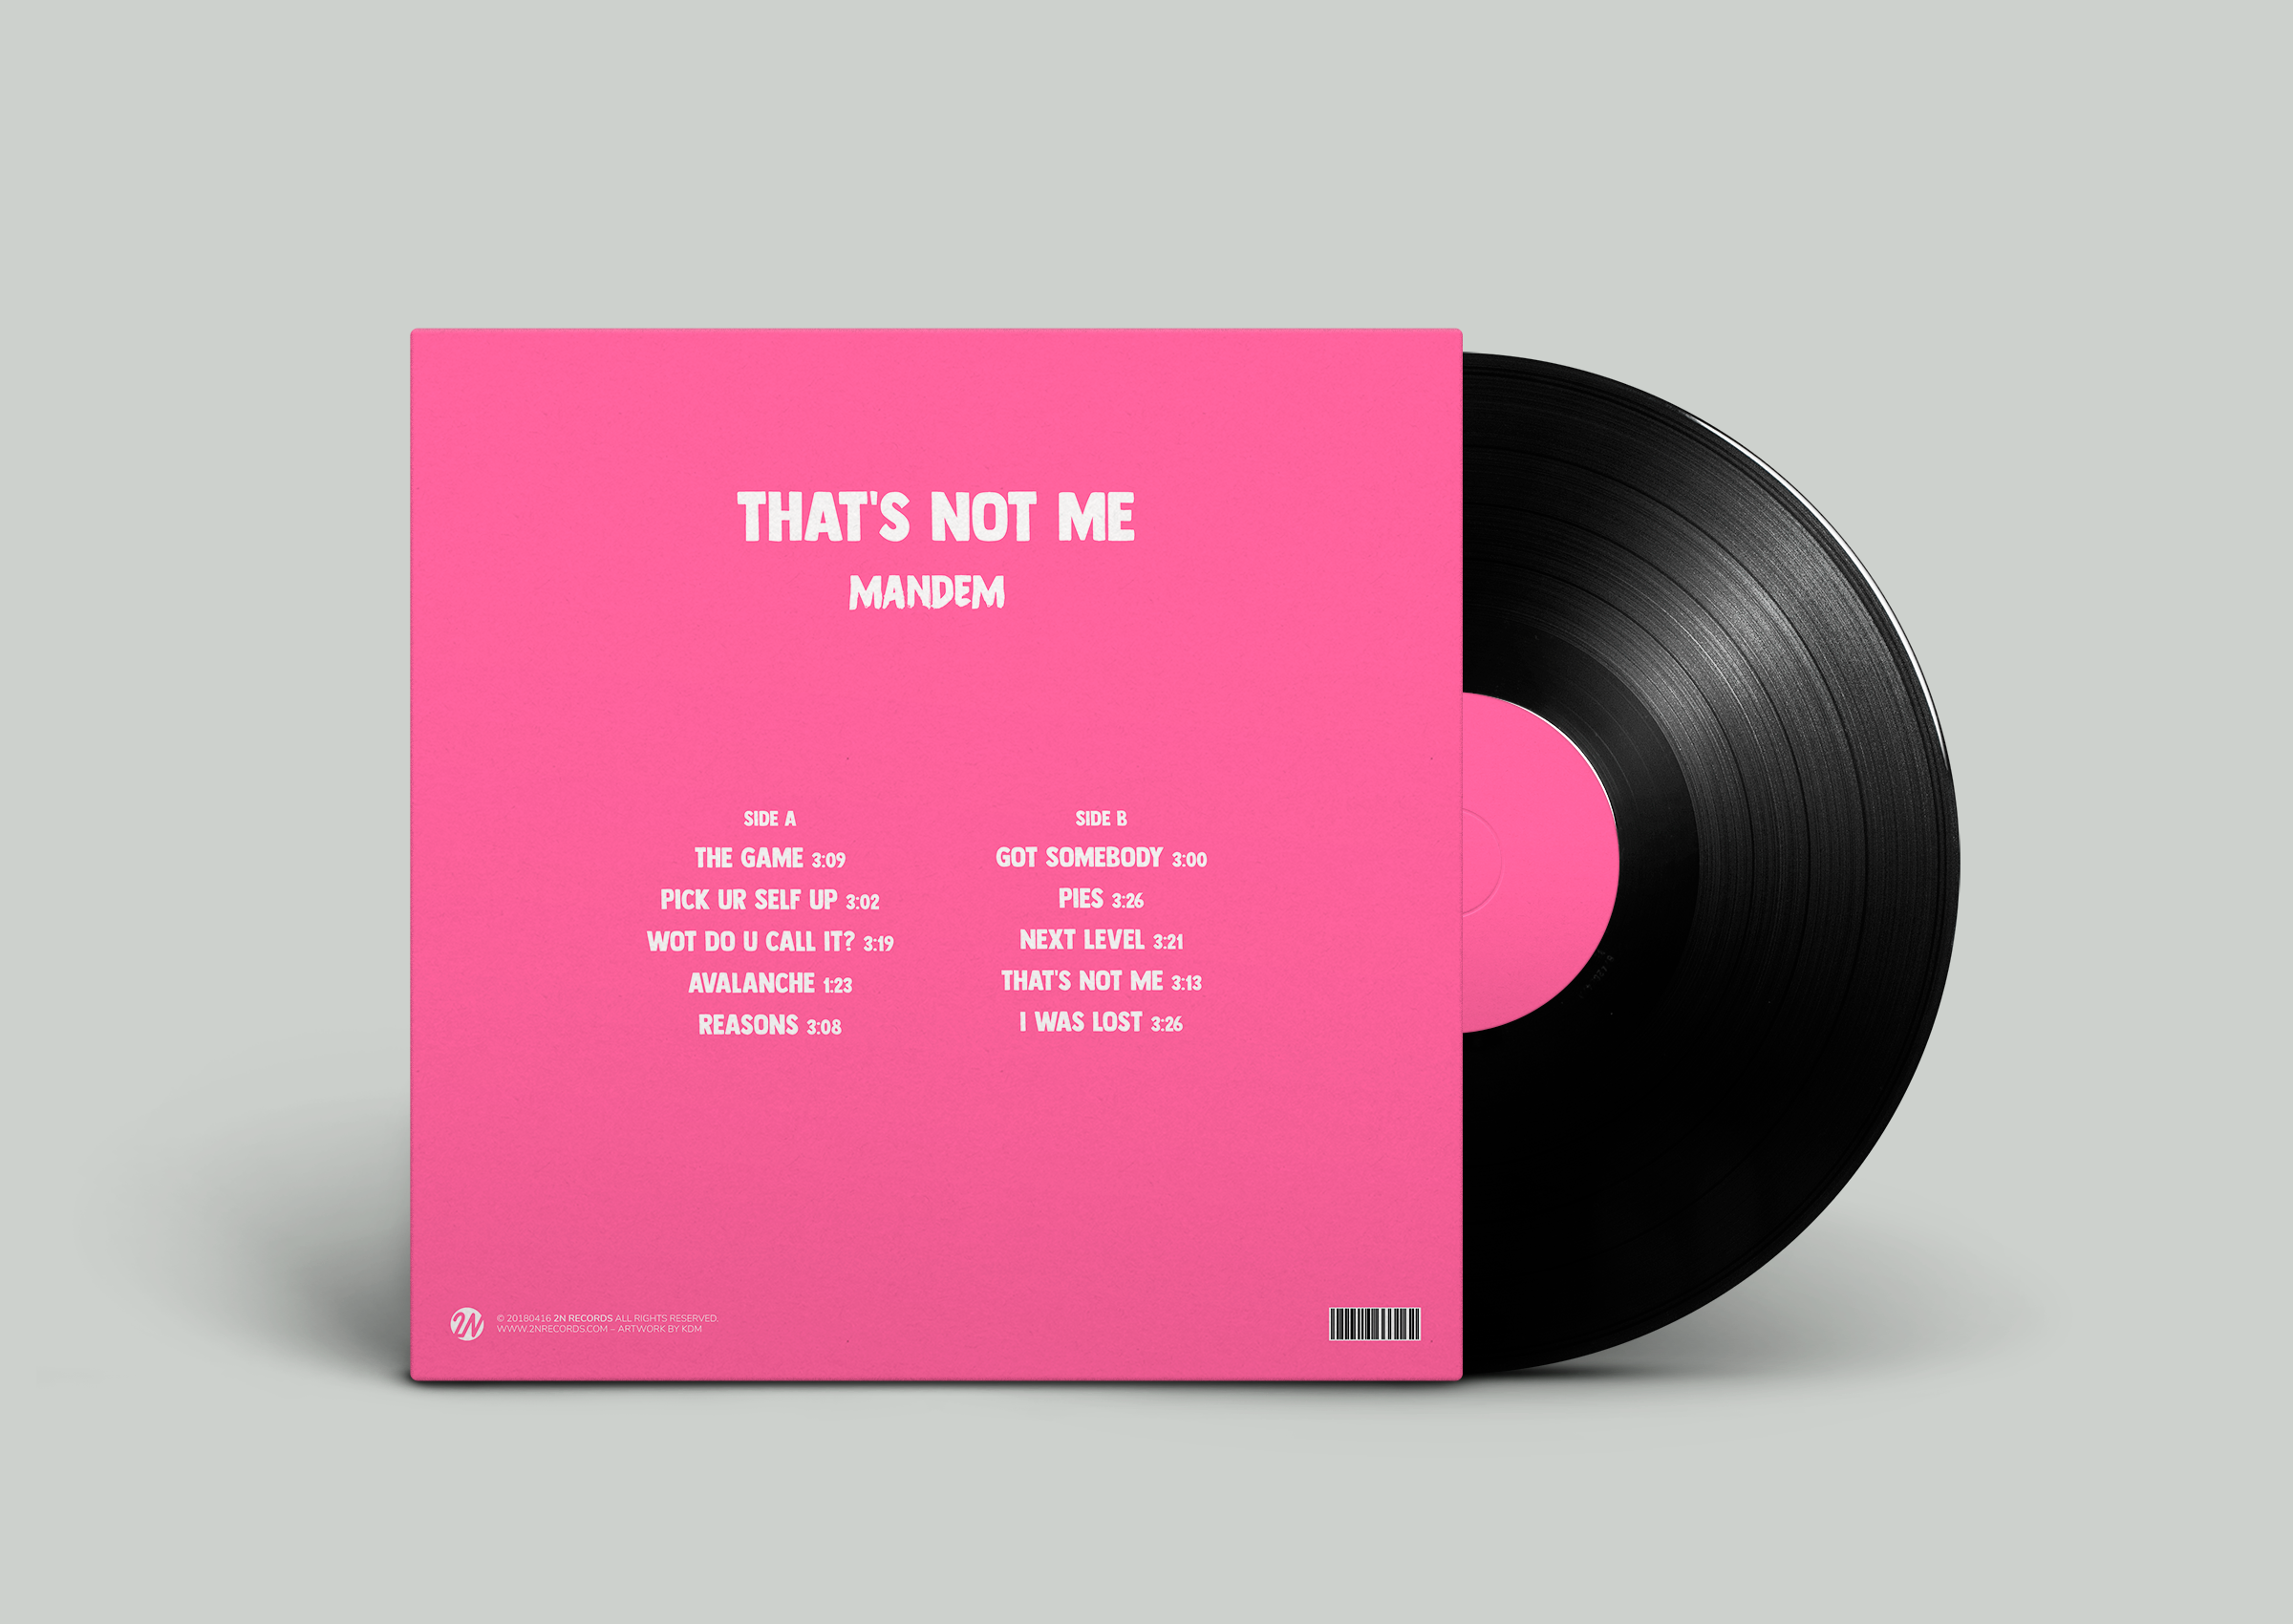 THAT'S NOT ME
MANDEM
SIDE A
THE GAME 3:09
PICK UR SELF UP 3:02
WOT DO U CALL IT? 3:19
AVALANCHE 1:23
REASONS 3:08
SIDE B
GOT SOMEBODY 3:00
PIES 3:26
NEXT LEVEL 3:21
THAT'S NOT ME 3:13
I WAS LOST 3:26
2N
© 20180416 2N RECORDS ALL RIGHTS RESERVED.
WWW.2NRECORDS.COM – ARTWORK BY KDM